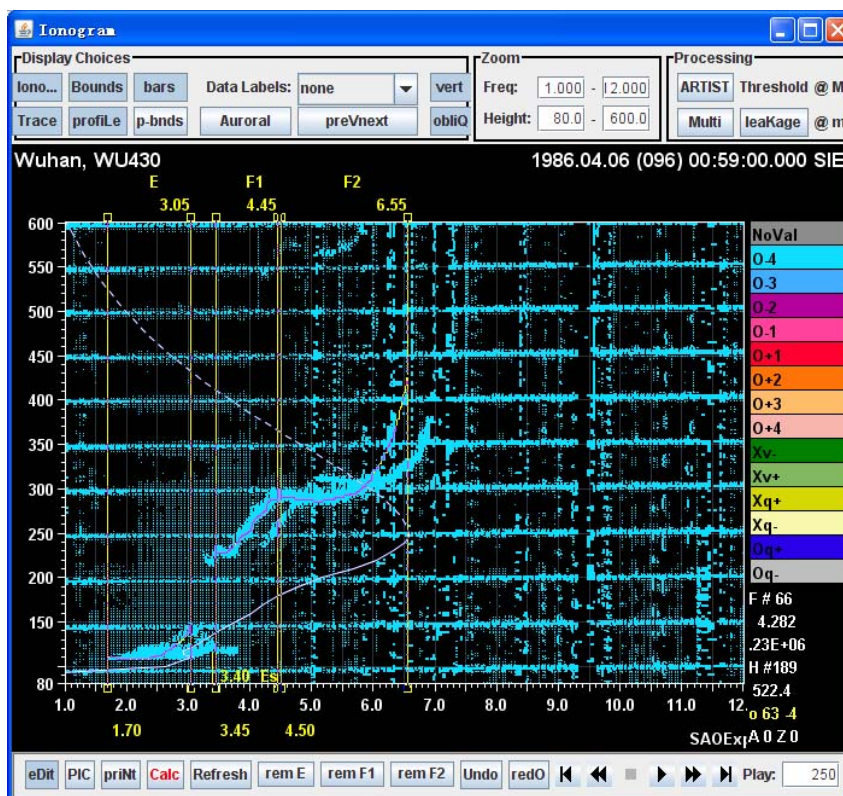 Ionogram
Display Choices Zoom Processing
Iono... Bounds bars Data Labels: none vert Freq: 1.000 - 12.000 ARTIST Threshold @ M
Trace profiLe p-bnds Auroral preVnext obliQ Height: 80.0 - 600.0 Multi leaKage @ m
Wuhan, WU430 1986.04.06 (096) 00:59:00.000 SIE
E F1 F2
3.05 4.45 6.55
600
550
500
450
400
350
300
250
200
150
80
NoVal
O-4
O-3
O-2
O-1
O+1
O+2
O+3
O+4
Xv-
Xv+
Xq+
Xq-
Oq+
Oq-
F # 66
4.282
.23E+06
H #189
522.4
o 63 -4
A 0 Z 0
3.40 Es
1.0 2.0 3.0 4.0 5.0 6.0 7.0 8.0 9.0 10.0 11.0 12.
1.70 3.45 4.50
SAOExp
eDit PIC priNt Calc Refresh rem E rem F1 rem F2 Undo redO Play: 250